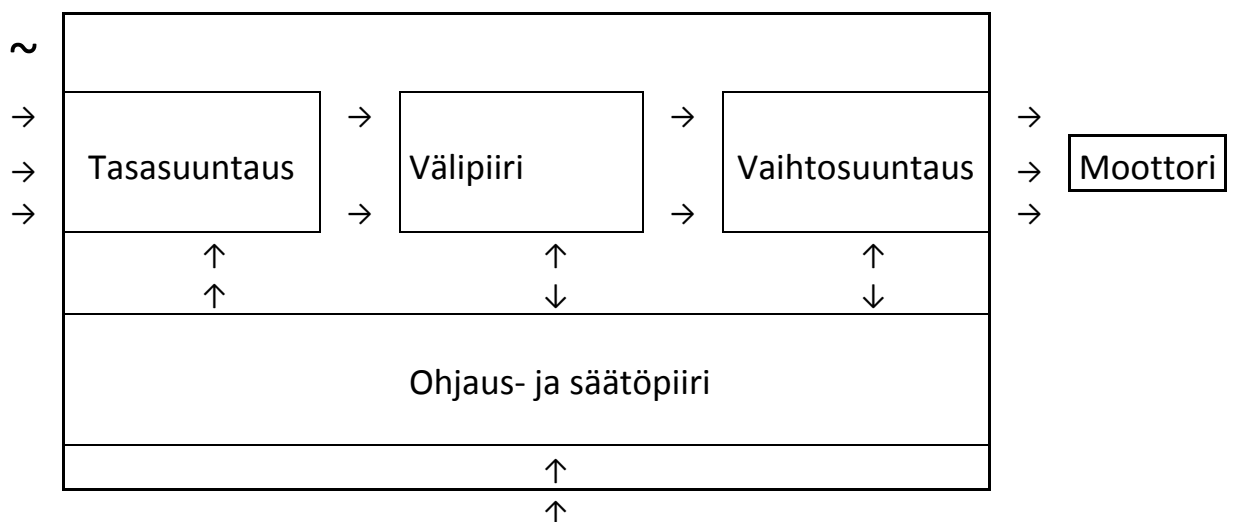 ~
→ → → →
Tasasuuntaus Välipiiri Vaihtosuuntaus → Moottori
→
→ → → →
↑ ↑ ↑
↑ ↓ ↓
Ohjaus- ja säätöpiiri
↑
↑